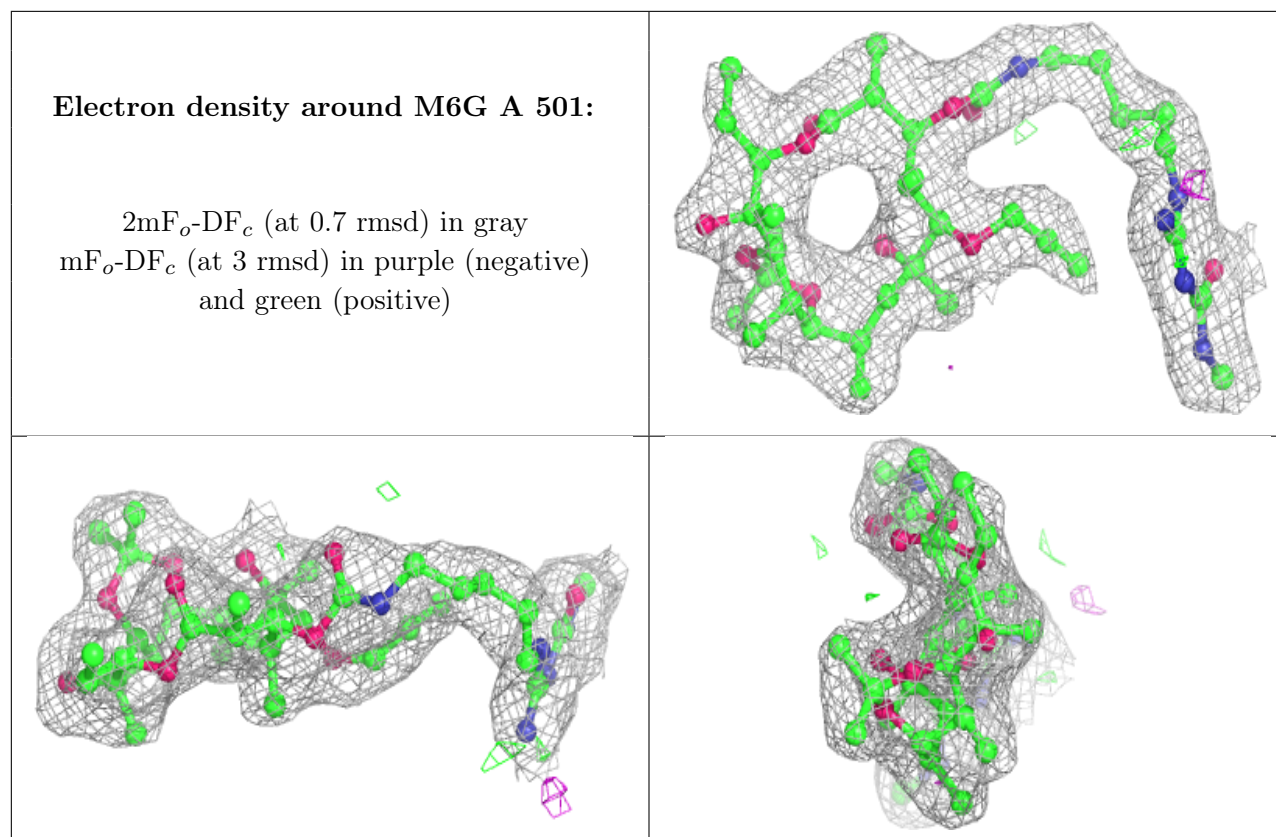 Electron density around M6G A 501:
2mFo-DFc (at 0.7 rmsd) in gray
mFo-DFc (at 3 rmsd) in purple (negative)
and green (positive)